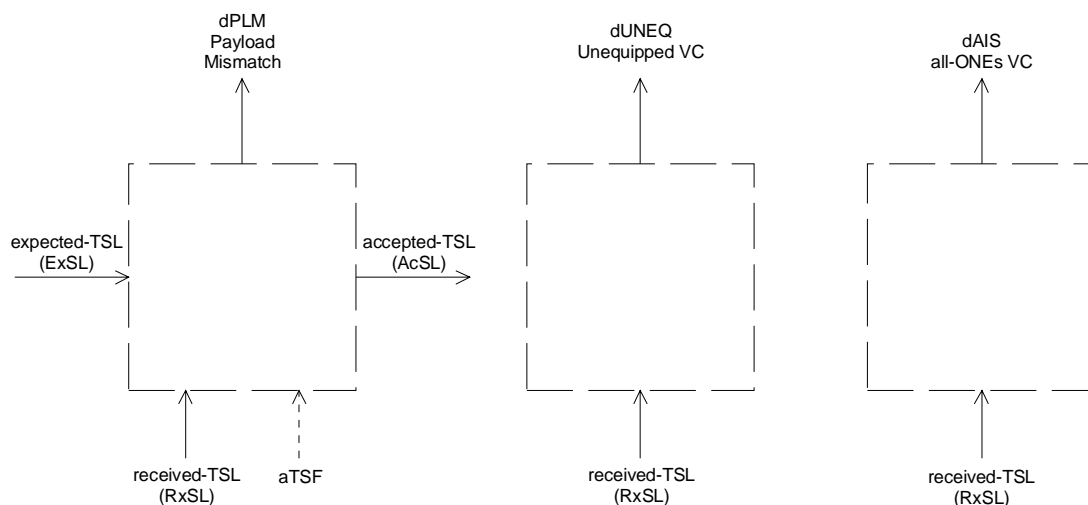 dPLM
Payload
Mismatch
dUNEQ
Unequipped VC
dAIS
all-ONEs VC
expected-TSL
(ExSL)
accepted-TSL
(AcSL)
received-TSL
(RxSL)
aTSF
received-TSL
(RxSL)
received-TSL
(RxSL)